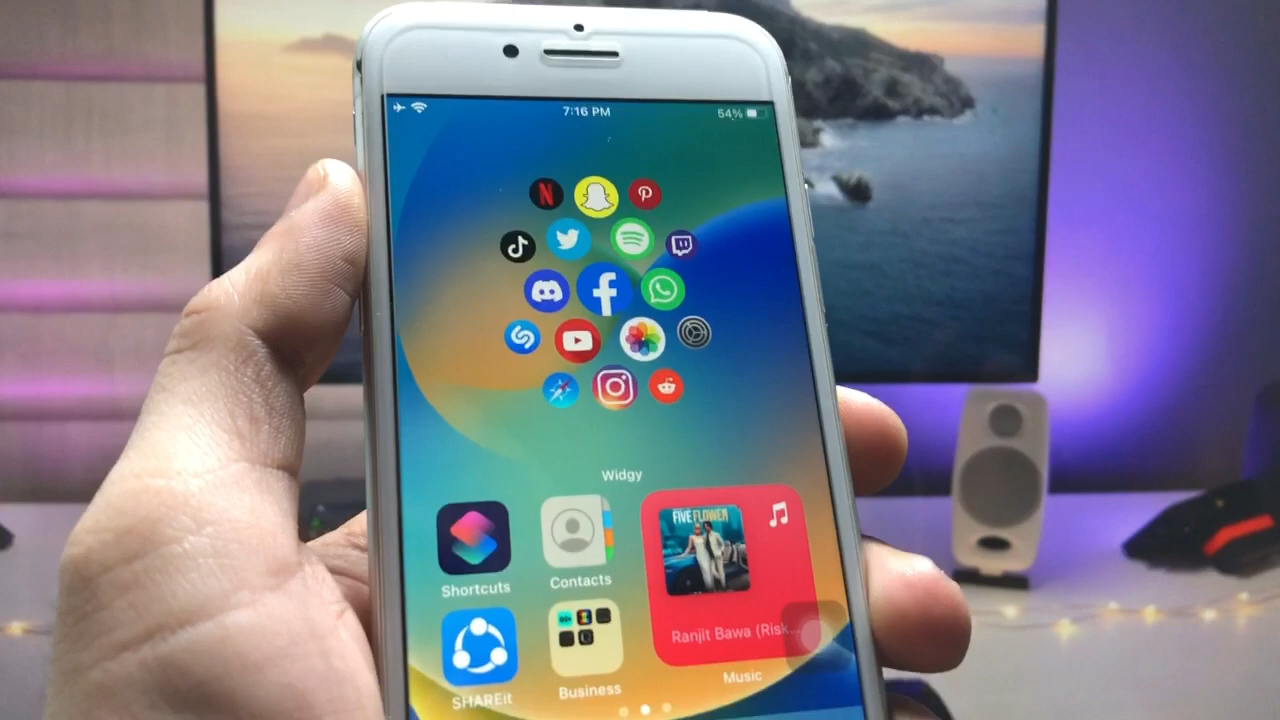 7:16 PM
54%
N
Widgy
FIVE FLOWER
Shortcuts
Contacts
Ranjit Bawa (Risk...
SHAREit
Business
Music